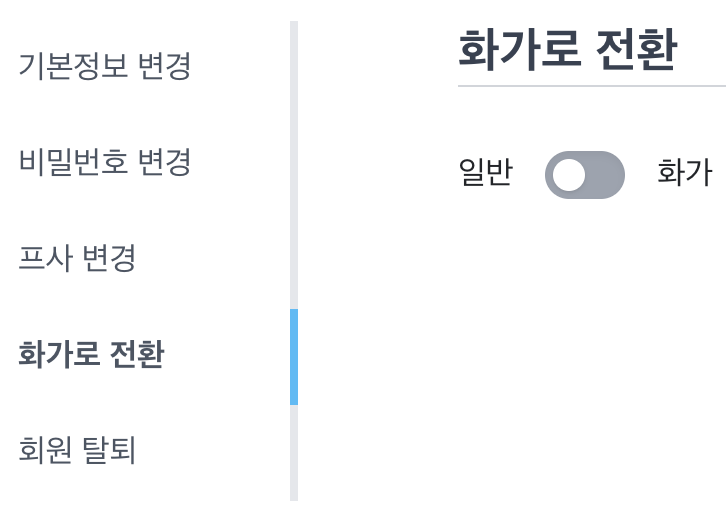 기본정보 변경
비밀번호 변경
프사 변경
화가로 전환
회원 탈퇴
화가로 전환
일반 화가